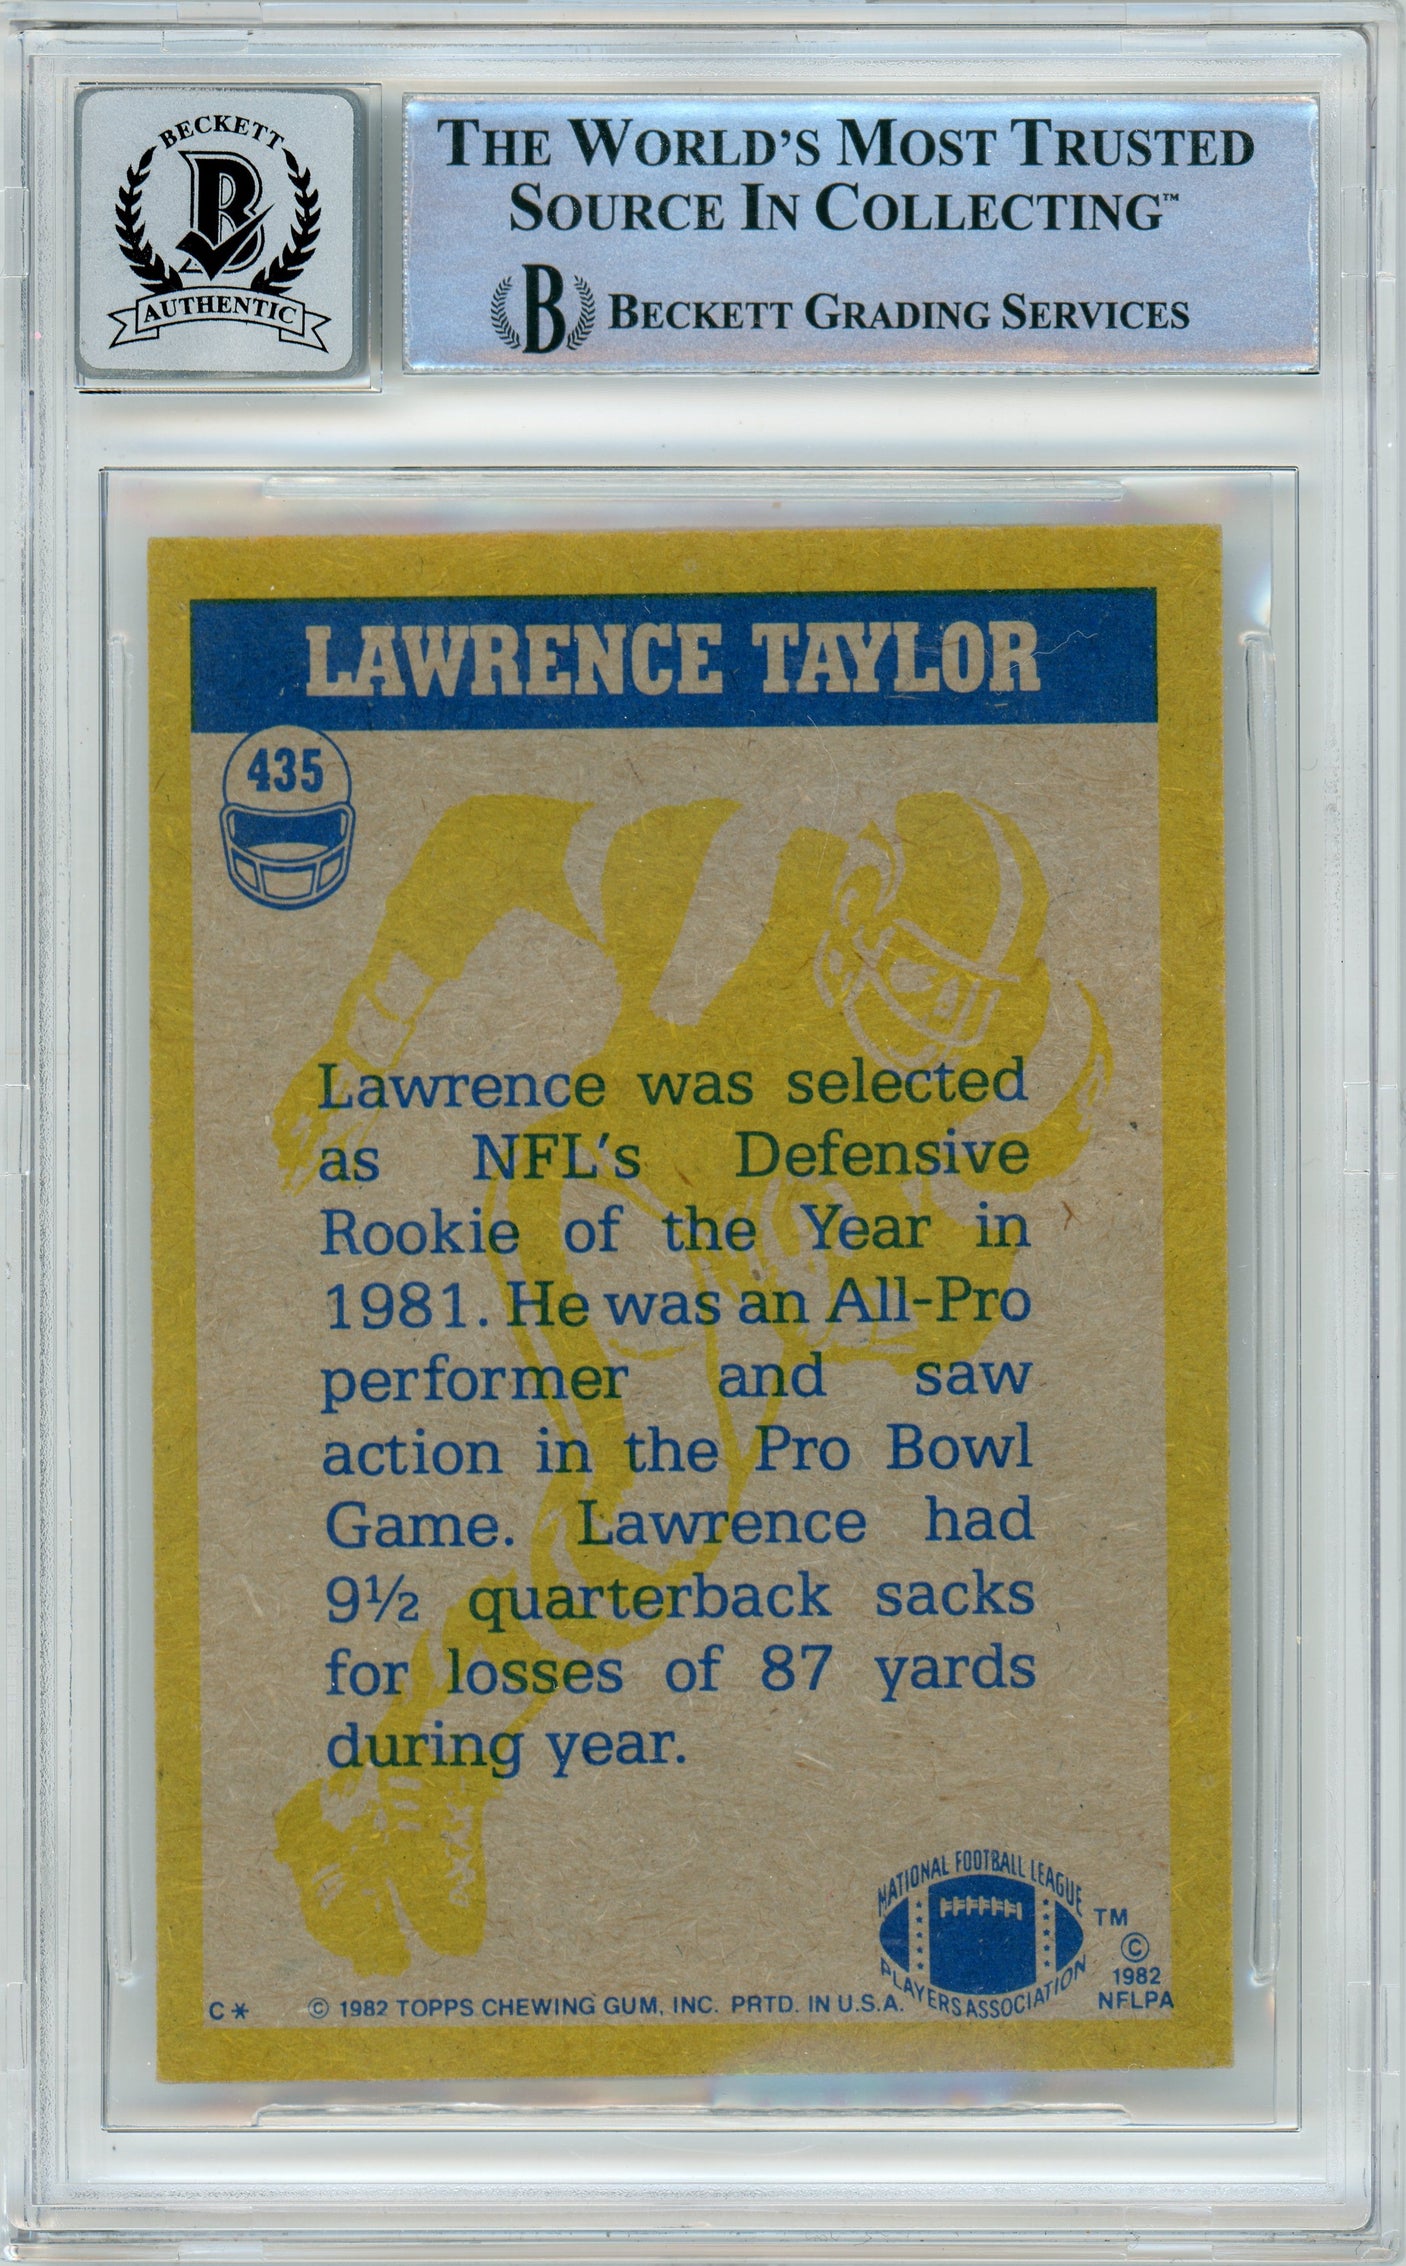 BECKETT
B
AUTHENTIC
THE WORLD'S MOST TRUSTED
SOURCE IN COLLECTING™
B BECKETT GRADING SERVICES
LAWRENCE TAYLOR
435
Lawrence was selected
as NFL's Defensive
Rookie of the Year in
1981. He was an All-Pro
performer and saw
action in the Pro Bowl
Game. Lawrence had
9½ quarterback sacks
for losses of 87 yards
during year.
NATIONAL FOOTBALL LEAGUE
PLAYERS ASSOCIATION
TM
©
1982
NFLPA
C* © 1982 TOPPS CHEWING GUM, INC. PRTD. IN U.S.A.